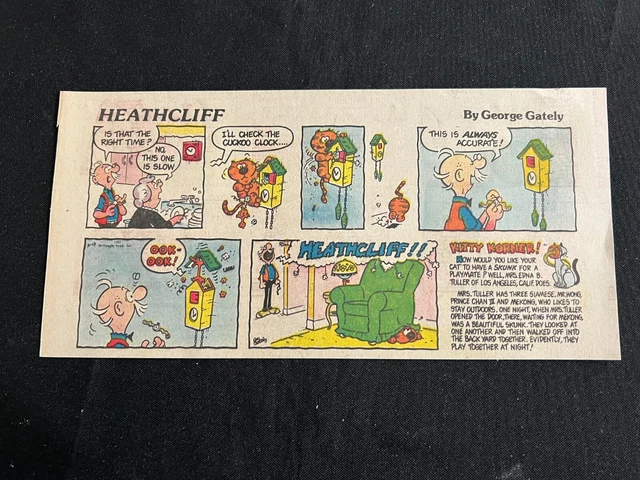 HEATHCLIFF
By George Gately
IS THAT THE
RIGHT TIME?
NO,
THIS ONE
IS SLOW
I'LL CHECK THE
CUCKOO CLOCK....
THIS IS ALWAYS
ACCURATE!
OOK-
OOK!
HEATHCLIFF!!
KITTY KORNER!
HOW WOULD YOU LIKE YOUR
CAT TO HAVE A SKUNK FOR A
PLAYMATE? WELL, MRS. EDNA B.
TULLER OF LOS ANGELES, CALIF. DOES.
MRS. TULLER HAS THREE SIAMESE. MR. WONG,
PRINCE CHAN II AND MEKONG, WHO LIKES TO
STAY OUTDOORS. ONE NIGHT, WHEN MRS. TULLER
OPENED THE DOOR, THERE, WAITING FOR MEKONG,
WAS A BEAUTIFUL SKUNK. THEY LOOKED AT
ONE ANOTHER AND THEN WALKED OFF INTO
THE BACK YARD TOGETHER. EVIDENTLY, THEY
PLAY TOGETHER AT NIGHT!